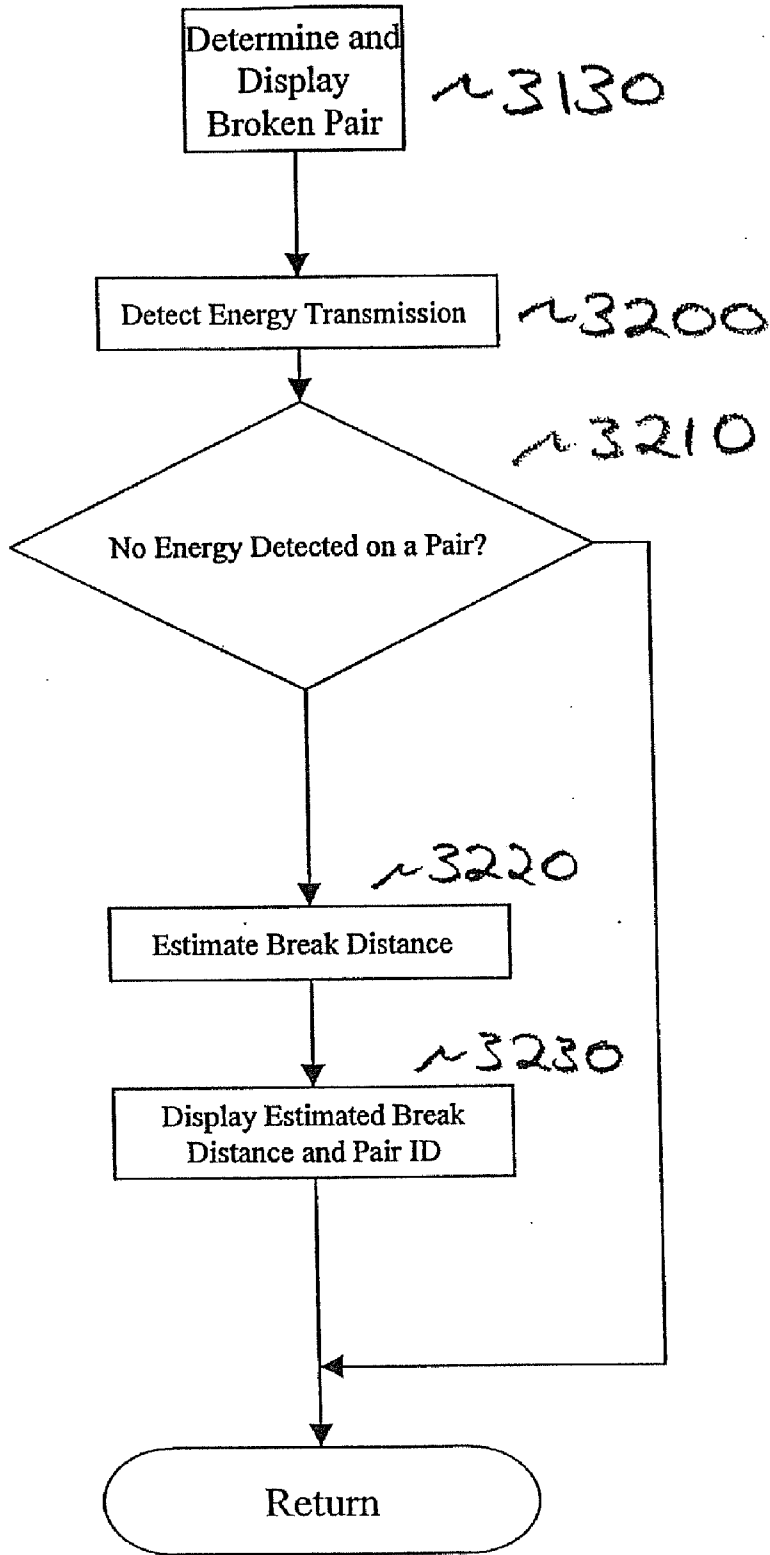 Determine and
Display
Broken Pair
~3130
Detect Energy Transmission
~3200
~3210
No Energy Detected on a Pair?
~3220
Estimate Break Distance
~3230
Display Estimated Break
Distance and Pair ID
Return